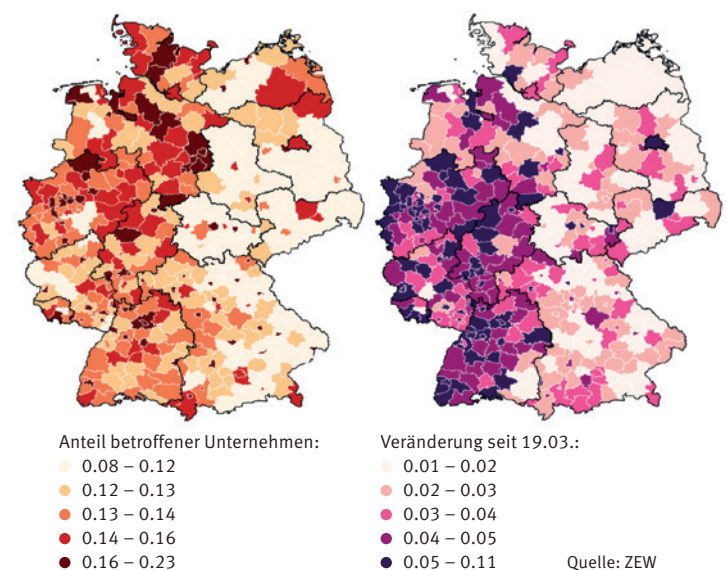 Anteil betroffener Unternehmen:
0.08 – 0.12
0.12 – 0.13
0.13 – 0.14
0.14 – 0.16
0.16 – 0.23
Veränderung seit 19.03.:
0.01 – 0.02
0.02 – 0.03
0.03 – 0.04
0.04 – 0.05
0.05 – 0.11
Quelle: ZEW